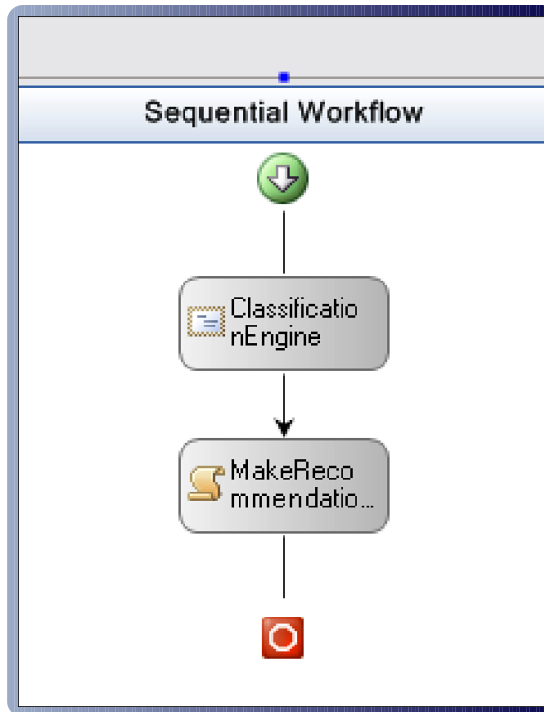 Sequential Workflow
Classificatio
nEngine
MakeReco
mmendatio...